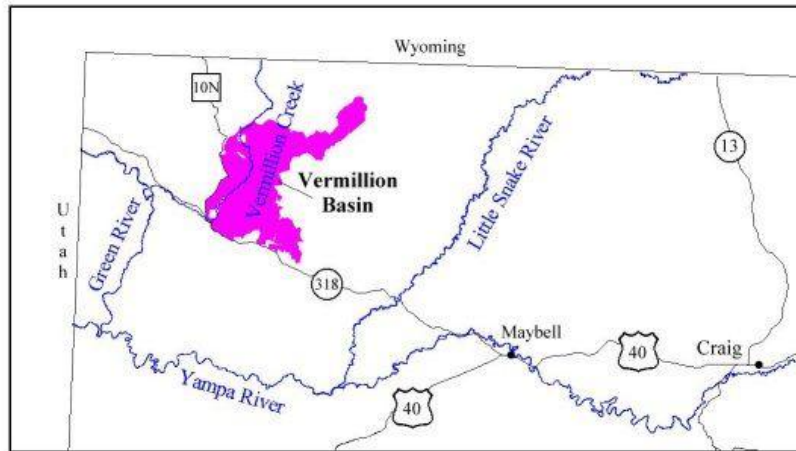 Wyoming
10N
Vermillion Creek
13
Vermillion
Basin
Little Snake River
Utah
Green River
318
Maybell
40
Craig
Yampa River
40